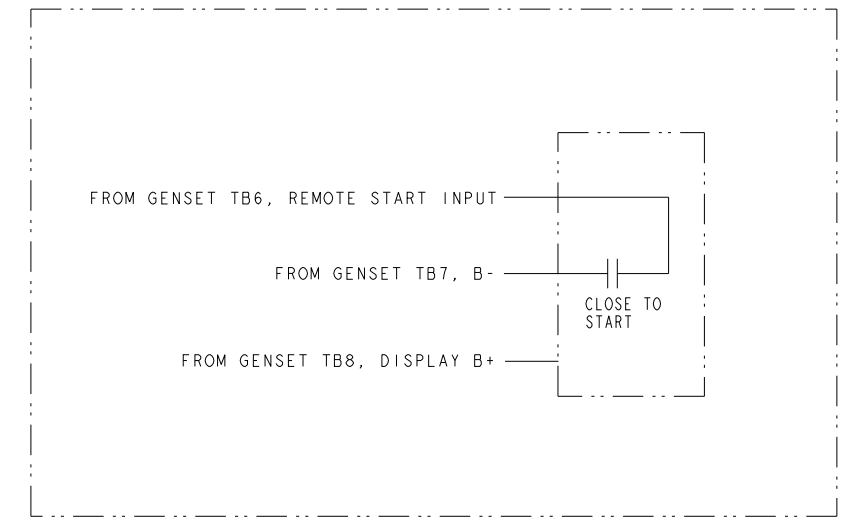 FROM GENSET TB6, REMOTE START INPUT
FROM GENSET TB7, B-
CLOSE TO
START
FROM GENSET TB8, DISPLAY B+